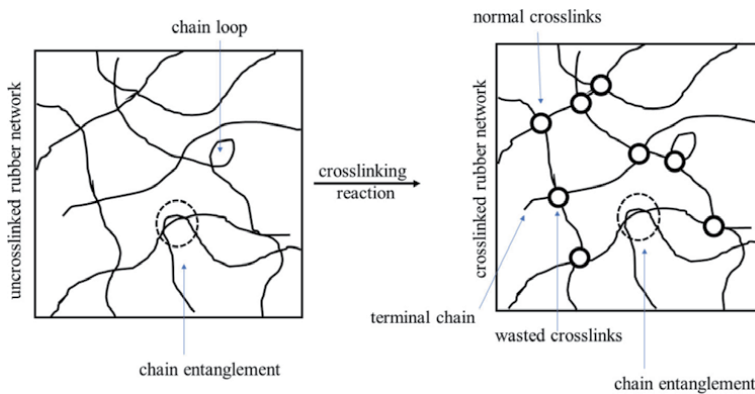 normal crosslinks
chain loop
uncrosslinked rubber network
crosslinking
reaction
crosslinked rubber network
terminal chain
wasted crosslinks
chain entanglement
chain entanglement